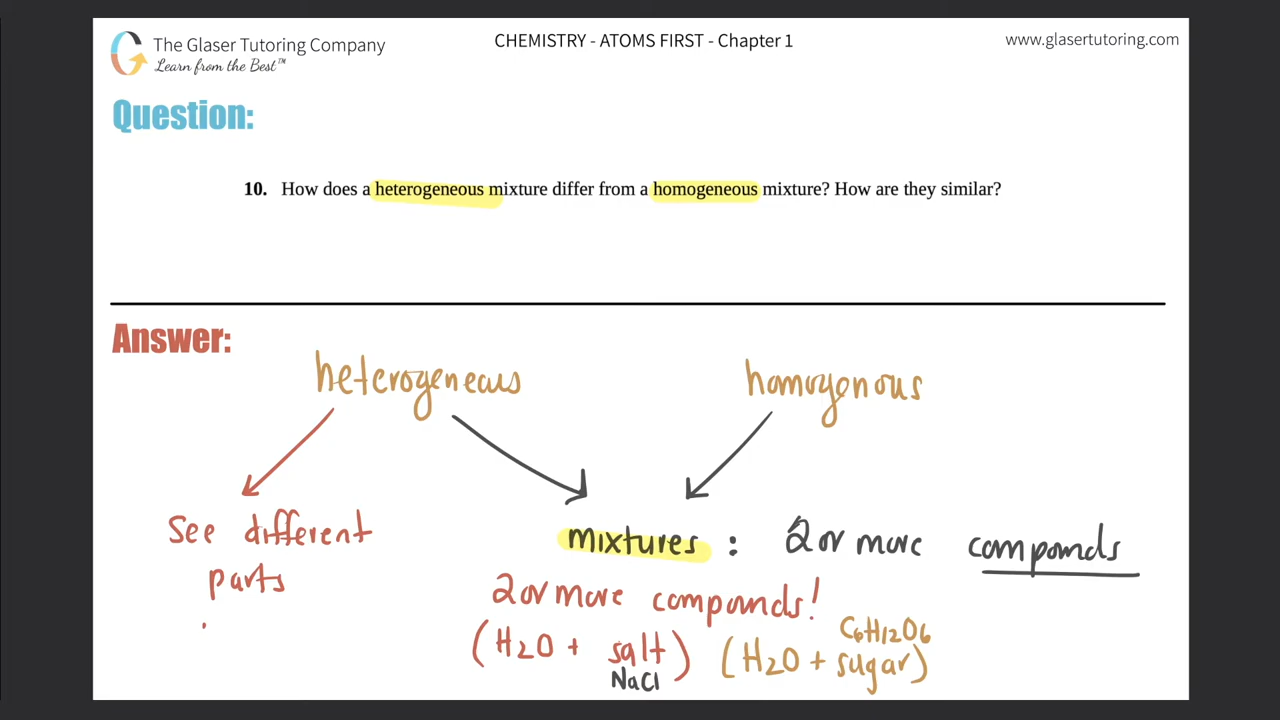 The Glaser Tutoring Company
Learn from the Best™
CHEMISTRY - ATOMS FIRST - Chapter 1
www.glasertutoring.com
Question:
10. How does a heterogeneous mixture differ from a homogeneous mixture? How are they similar?
Answer:
heterogeneous
homogenous
see different
parts
mixtures : 2 or more compounds
2 or more compounds!
(H2O + salt)
NaCl
C6H12O6
(H2O + sugar)